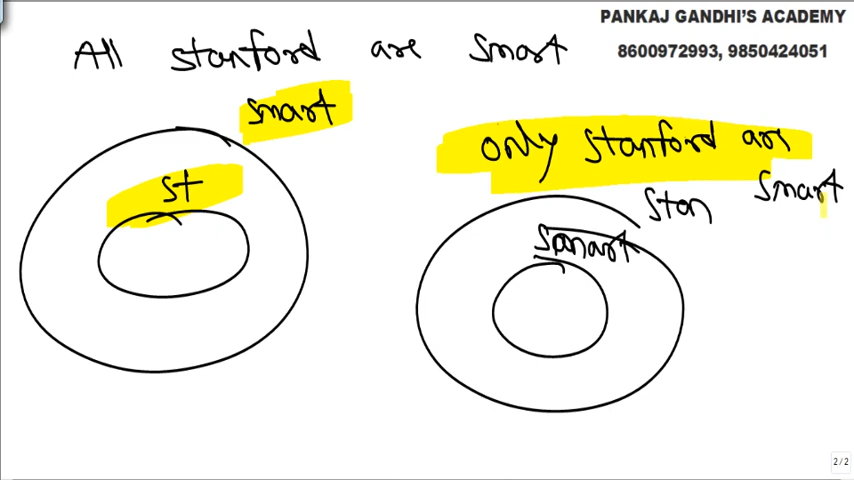 PANKAJ GANDHI'S ACADEMY
8600972993, 9850424051
All stanford are smart
smart
st
only stanford are
smart
stan
smart
2/2